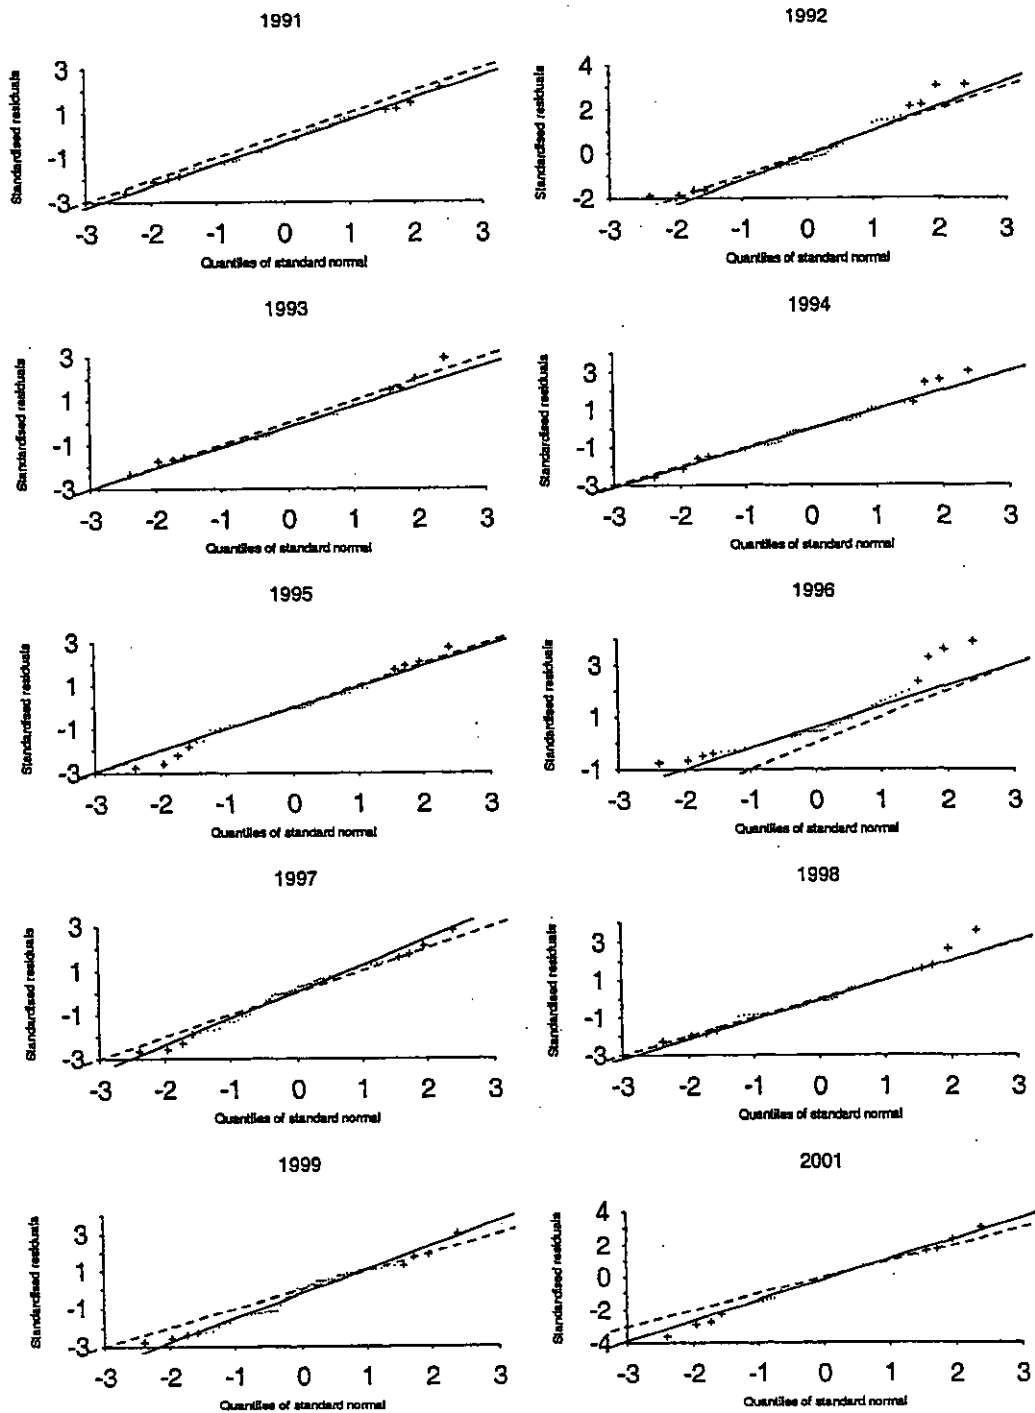 1991
Standardised residuals
3
1
-1
-3
-3 -2 -1 0 1 2 3
Quantiles of standard normal
1992
Standardised residuals
4
2
0
-2
-3 -2 -1 0 1 2 3
Quantiles of standard normal
1993
Standardised residuals
3
1
-1
-3
-3 -2 -1 0 1 2 3
Quantiles of standard normal
1994
Standardised residuals
3
1
-1
-3
-3 -2 -1 0 1 2 3
Quantiles of standard normal
1995
Standardised residuals
3
1
-1
-3
-3 -2 -1 0 1 2 3
Quantiles of standard normal
1996
Standardised residuals
3
1
-1
-3 -2 -1 0 1 2 3
Quantiles of standard normal
1997
Standardised residuals
3
1
-1
-3
-3 -2 -1 0 1 2 3
Quantiles of standard normal
1998
Standardised residuals
3
1
-1
-3
-3 -2 -1 0 1 2 3
Quantiles of standard normal
1999
Standardised residuals
3
1
-1
-3
-3 -2 -1 0 1 2 3
Quantiles of standard normal
2001
Standardised residuals
4
2
0
-2
-4
-3 -2 -1 0 1 2 3
Quantiles of standard normal